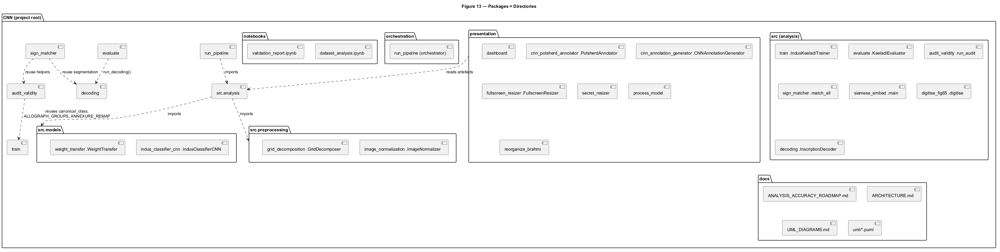 Figure 13 — Packages = Directories
CNN (project root)
sign_matcher
evaluate
run_pipeline
notebooks
validation_report.ipynb
dataset_analysis.ipynb
orchestration
run_pipeline (orchestrator)
presentation
dashboard
cnn_potsherd_annotator .PotsherdAnnotator
cnn_annotation_generator .CNNAnnotationGenerator
src (analysis)
train .IndusKeeladiTrainer
evaluate .KeeladiEvaluator
audit_validity .run_audit
reuse helpers
reuse segmentation
run_decoding()
imports
reads artefacts
audit_validity
decoding
src.analysis
fullscreen_resizer .FullscreenResizer
secret_resizer
process_model
sign_matcher .match_all
siamese_embed .main
digitise_fig65 .digitise
reuses canonical_class,
ALLOGRAPH_GROUPS, ANNEXURE_REMAP
imports
imports
train
src.models
weight_transfer .WeightTransfer
indus_classifier_cnn .IndusClassifierCNN
src.preprocessing
grid_decomposition .GridDecomposer
image_normalization .ImageNormalizer
reorganize_brahmi
decoding .InscriptionDecoder
docs
ANALYSIS_ACCURACY_ROADMAP.md
ARCHITECTURE.md
UML_DIAGRAMS.md
uml/*.puml